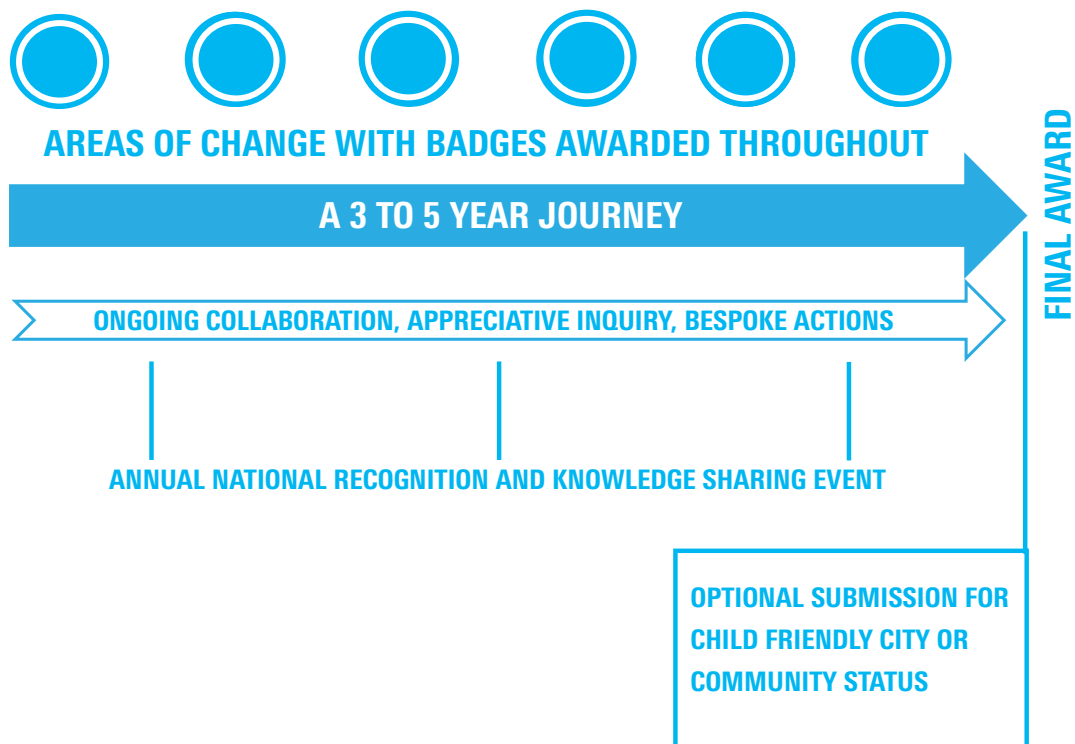 AREAS OF CHANGE WITH BADGES AWARDED THROUGHOUT
A 3 TO 5 YEAR JOURNEY
FINAL AWARD
ONGOING COLLABORATION, APPRECIATIVE INQUIRY, BESPOKE ACTIONS
ANNUAL NATIONAL RECOGNITION AND KNOWLEDGE SHARING EVENT
OPTIONAL SUBMISSION FOR
CHILD FRIENDLY CITY OR
COMMUNITY STATUS